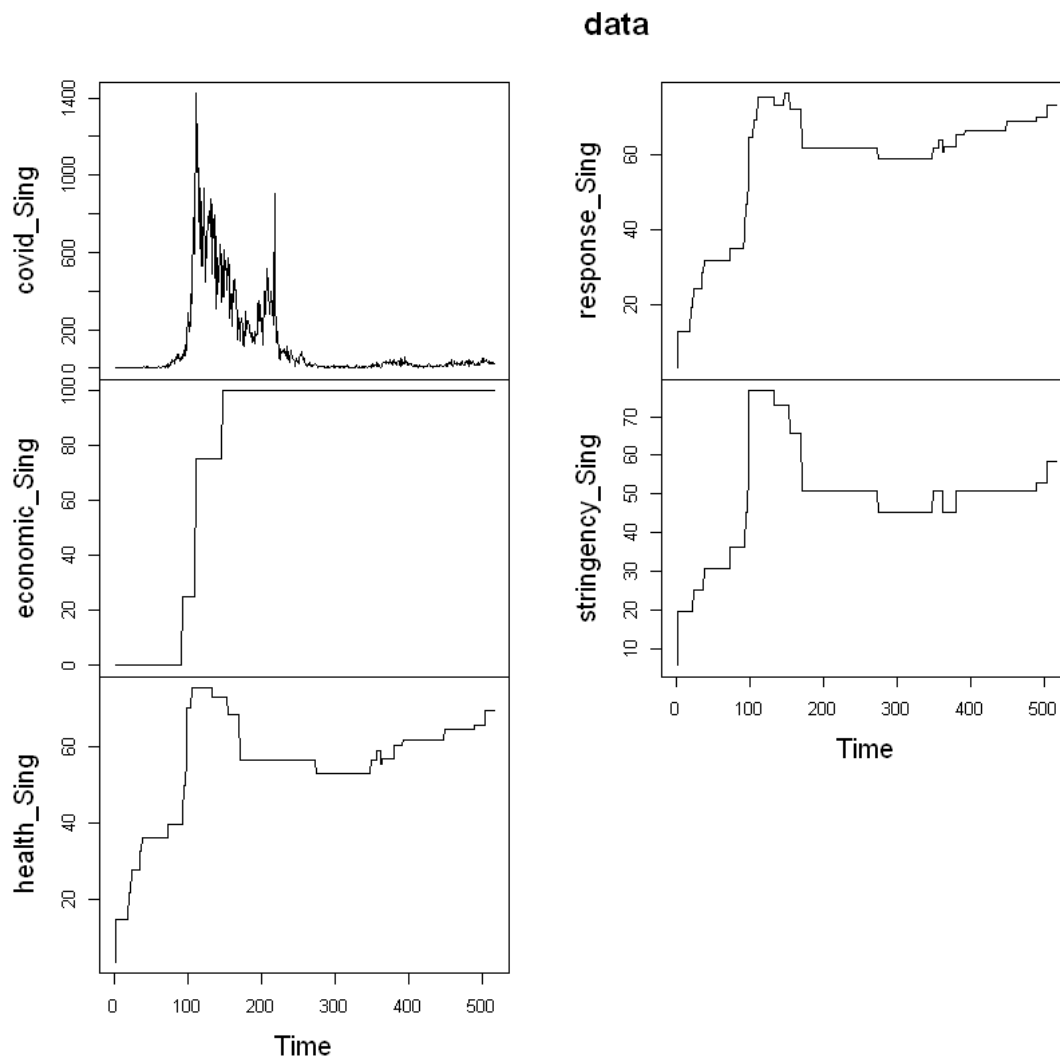 data
covid_Sing
0 200 600 1000 1400
economic_Sing
0 20 40 60 80 100
health_Sing
20 40 60
0 100 200 300 400 500
Time
response_Sing
20 40 60
stringency_Sing
10 20 30 40 50 60 70
0 100 200 300 400 500
Time